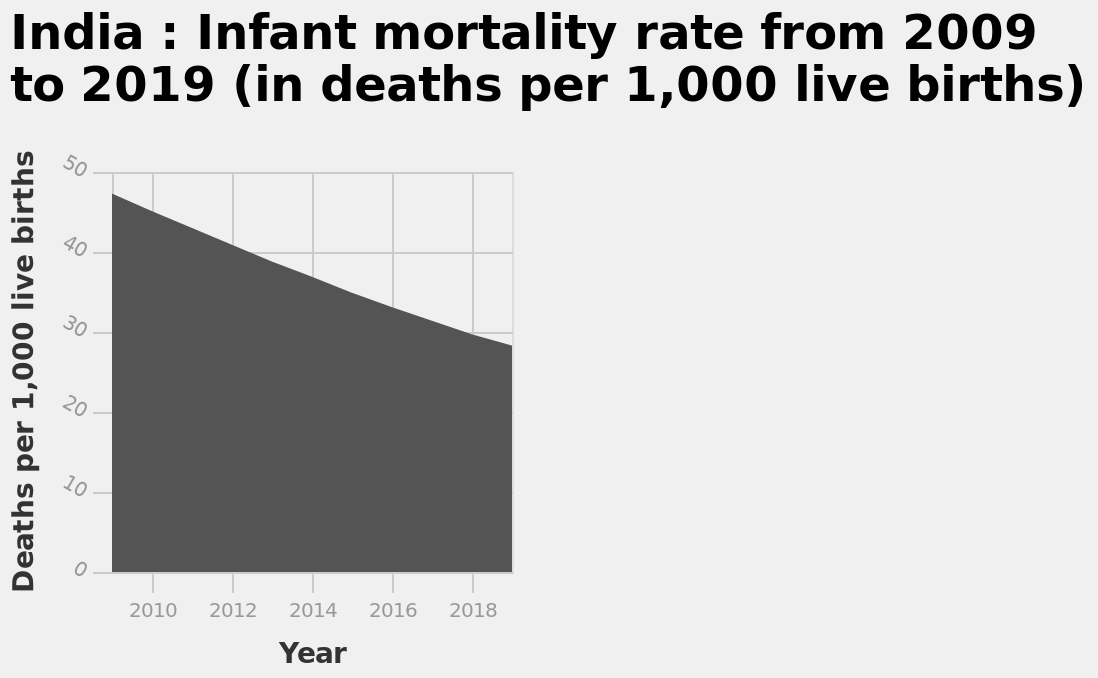 India : Infant mortality rate from 2009
to 2019 (in deaths per 1,000 live births)
Deaths per 1,000 live births
50
40
30
20
10
0
2010 2012 2014 2016 2018
Year